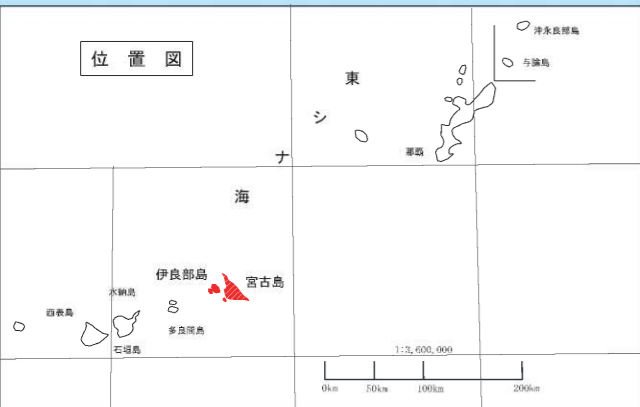 位置図
沖永良部島
与論島
東
シ
ナ
海
那覇
伊良部島
宮古島
水納島
西表島
多良間島
石垣島
1:3,600,000
0km 50km 100km 200km